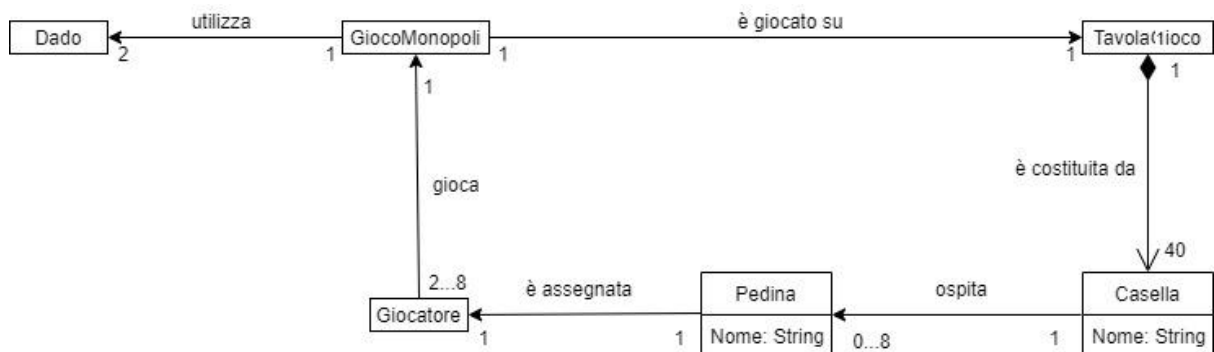 utilizza
è giocato su
Dado
GiocoMonopoli
2
1
1
1
1
1
è costituita da
gioca
40
2...8
è assegnata
Pedina
ospita
Casella
Giocatore
1
1
Nome: String
0...8
1
Nome: String